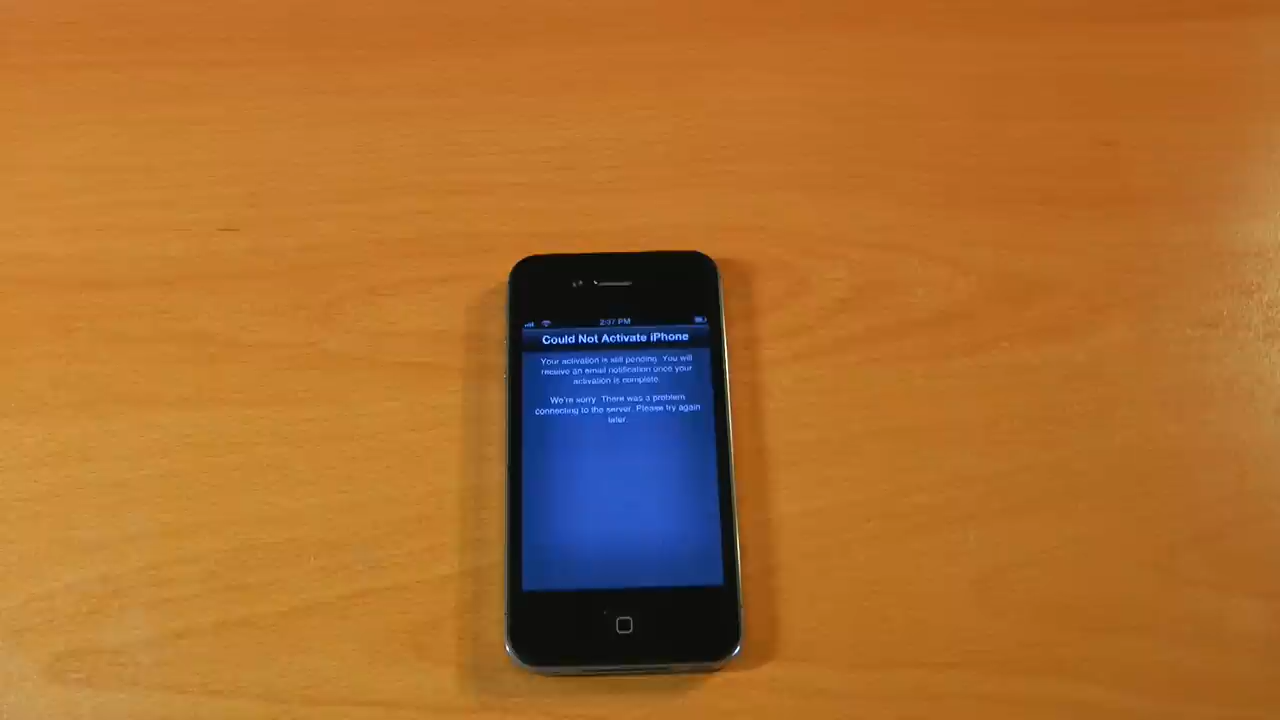 2:37 PM
Could Not Activate iPhone
Your activation is still pending. You will
receive an email notification once your
activation is complete.
We're sorry. There was a problem
connecting to the server. Please try again
later.